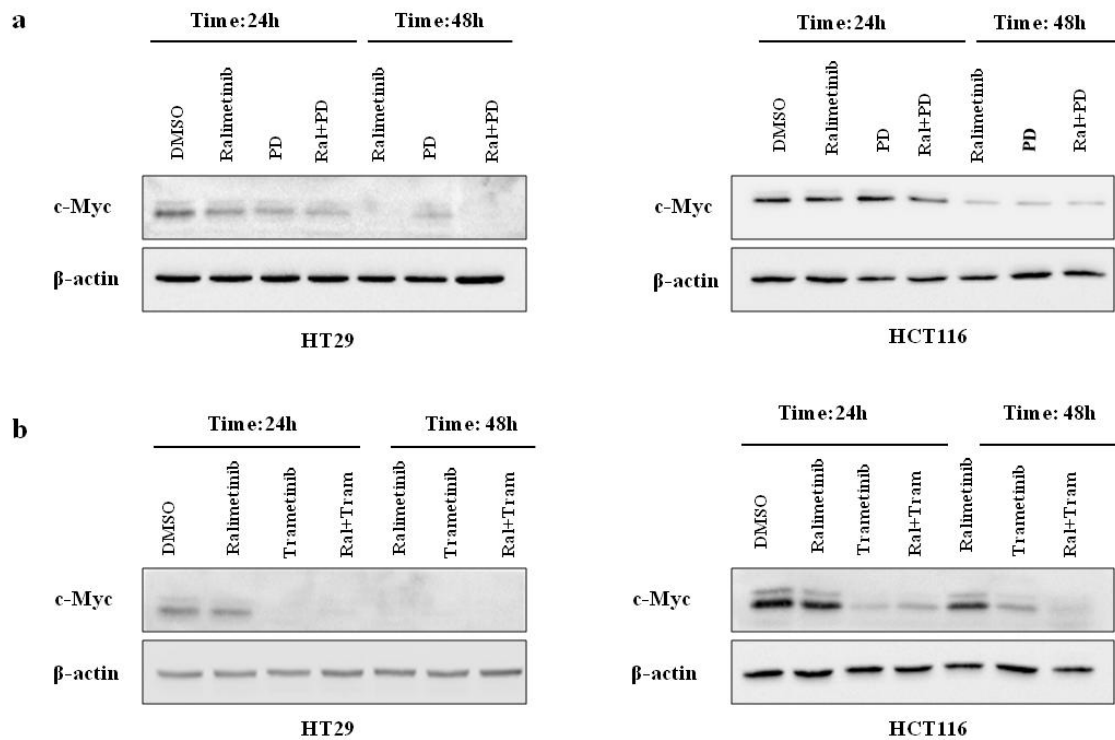 a
Time:24h
Time:48h
DMSO
Ralimetinib
PD
Ral+PD
Ralimetinib
PD
Ral+PD
c-Myc
β-actin
HT29
Time:24h
Time: 48h
DMSO
Ralimetinib
PD
Ral+PD
Ralimetinib
PD
Ral+PD
c-Myc
β-actin
HCT116
b
Time:24h
Time: 48h
DMSO
Ralimetinib
Trametinib
Ral+Tram
Ralimetinib
Trametinib
Ral+Tram
c-Myc
β-actin
HT29
Time:24h
Time: 48h
DMSO
Ralimetinib
Trametinib
Ral+Tram
Ralimetinib
Trametinib
Ral+Tram
c-Myc
β-actin
HCT116